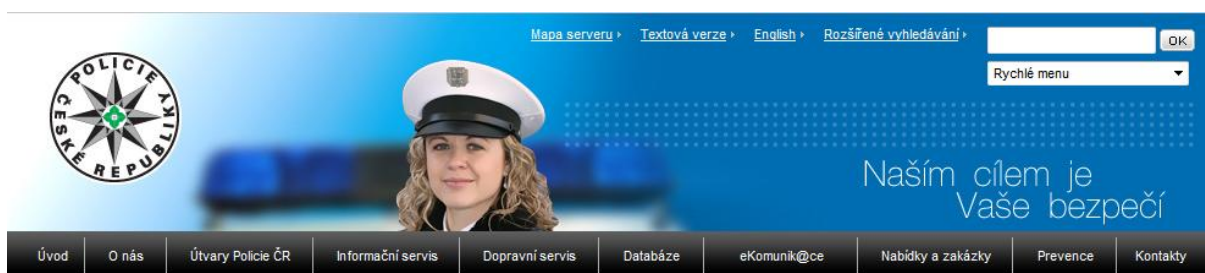 Mapa serveru Textová verze English Rozšířené vyhledávání
OK
POLICIE
ČESKÉ REPUBLIKY
Rychlé menu
Naším cílem je
Vaše bezpečí
Úvod O nás Útvary Policie ČR Informační servis Dopravní servis Databáze eKomunik@ce Nabídky a zakázky Prevence Kontakty